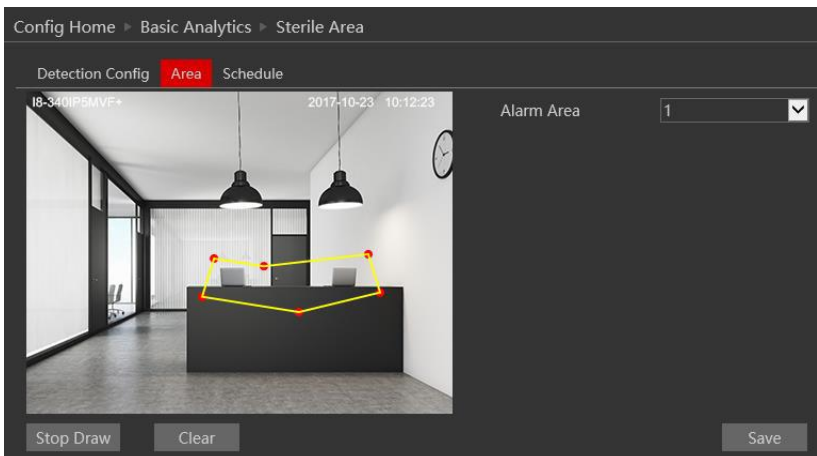 Config Home ▶ Basic Analytics ▶ Sterile Area
Detection Config Area Schedule
I8-340IP5MVF+ 2017-10-23 10:12:23
Alarm Area 1
Stop Draw Clear Save